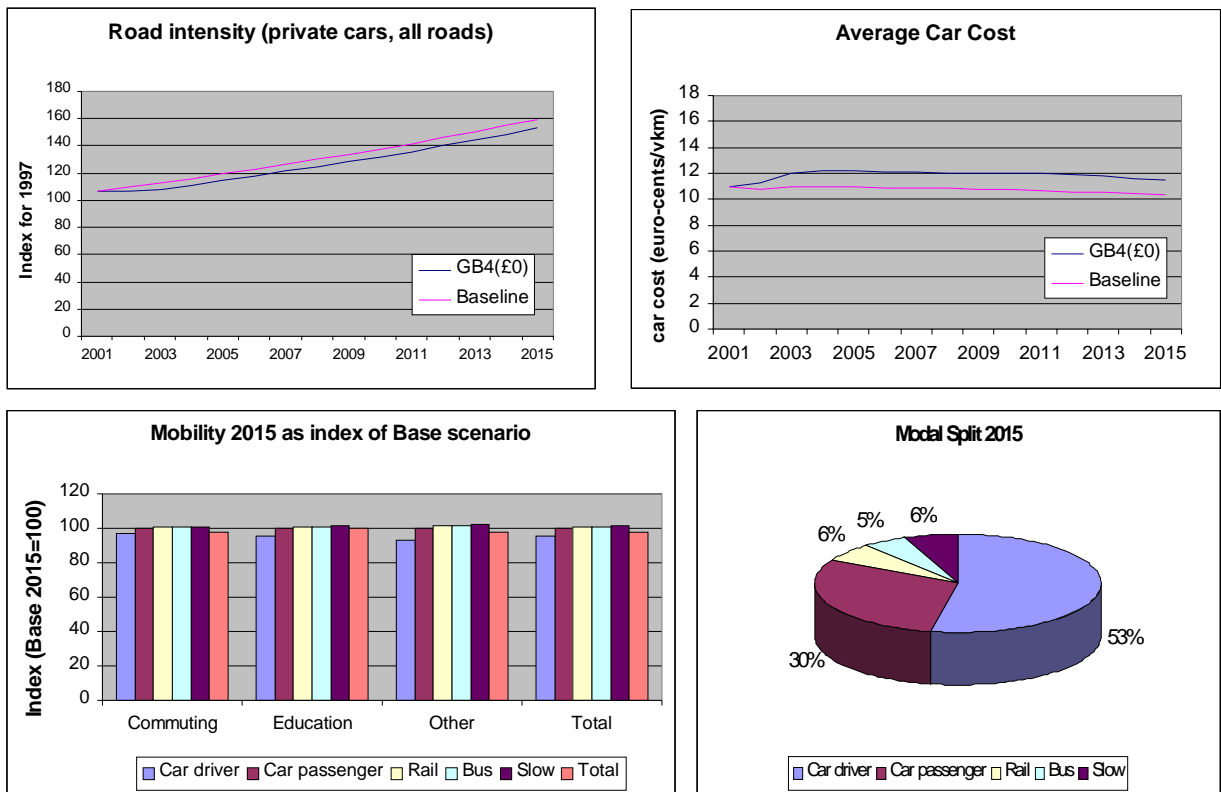 Road intensity (private cars, all roads)
Index for 1997
180
160
140
120
100
80
60
40
20
0
2001 2003 2005 2007 2009 2011 2013 2015
GB4(£0)
Baseline
Average Car Cost
car cost (euro-cents/vkm)
18
16
14
12
10
8
6
4
2
0
2001 2003 2005 2007 2009 2011 2013 2015
GB4(£0)
Baseline
Mobility 2015 as index of Base scenario
Index (Base 2015=100)
120
100
80
60
40
20
0
Commuting Education Other Total
Car driver Car passenger Rail Bus Slow Total
Modal Split 2015
6% 5% 6%
30% 53%
Car driver Car passenger Rail Bus Slow